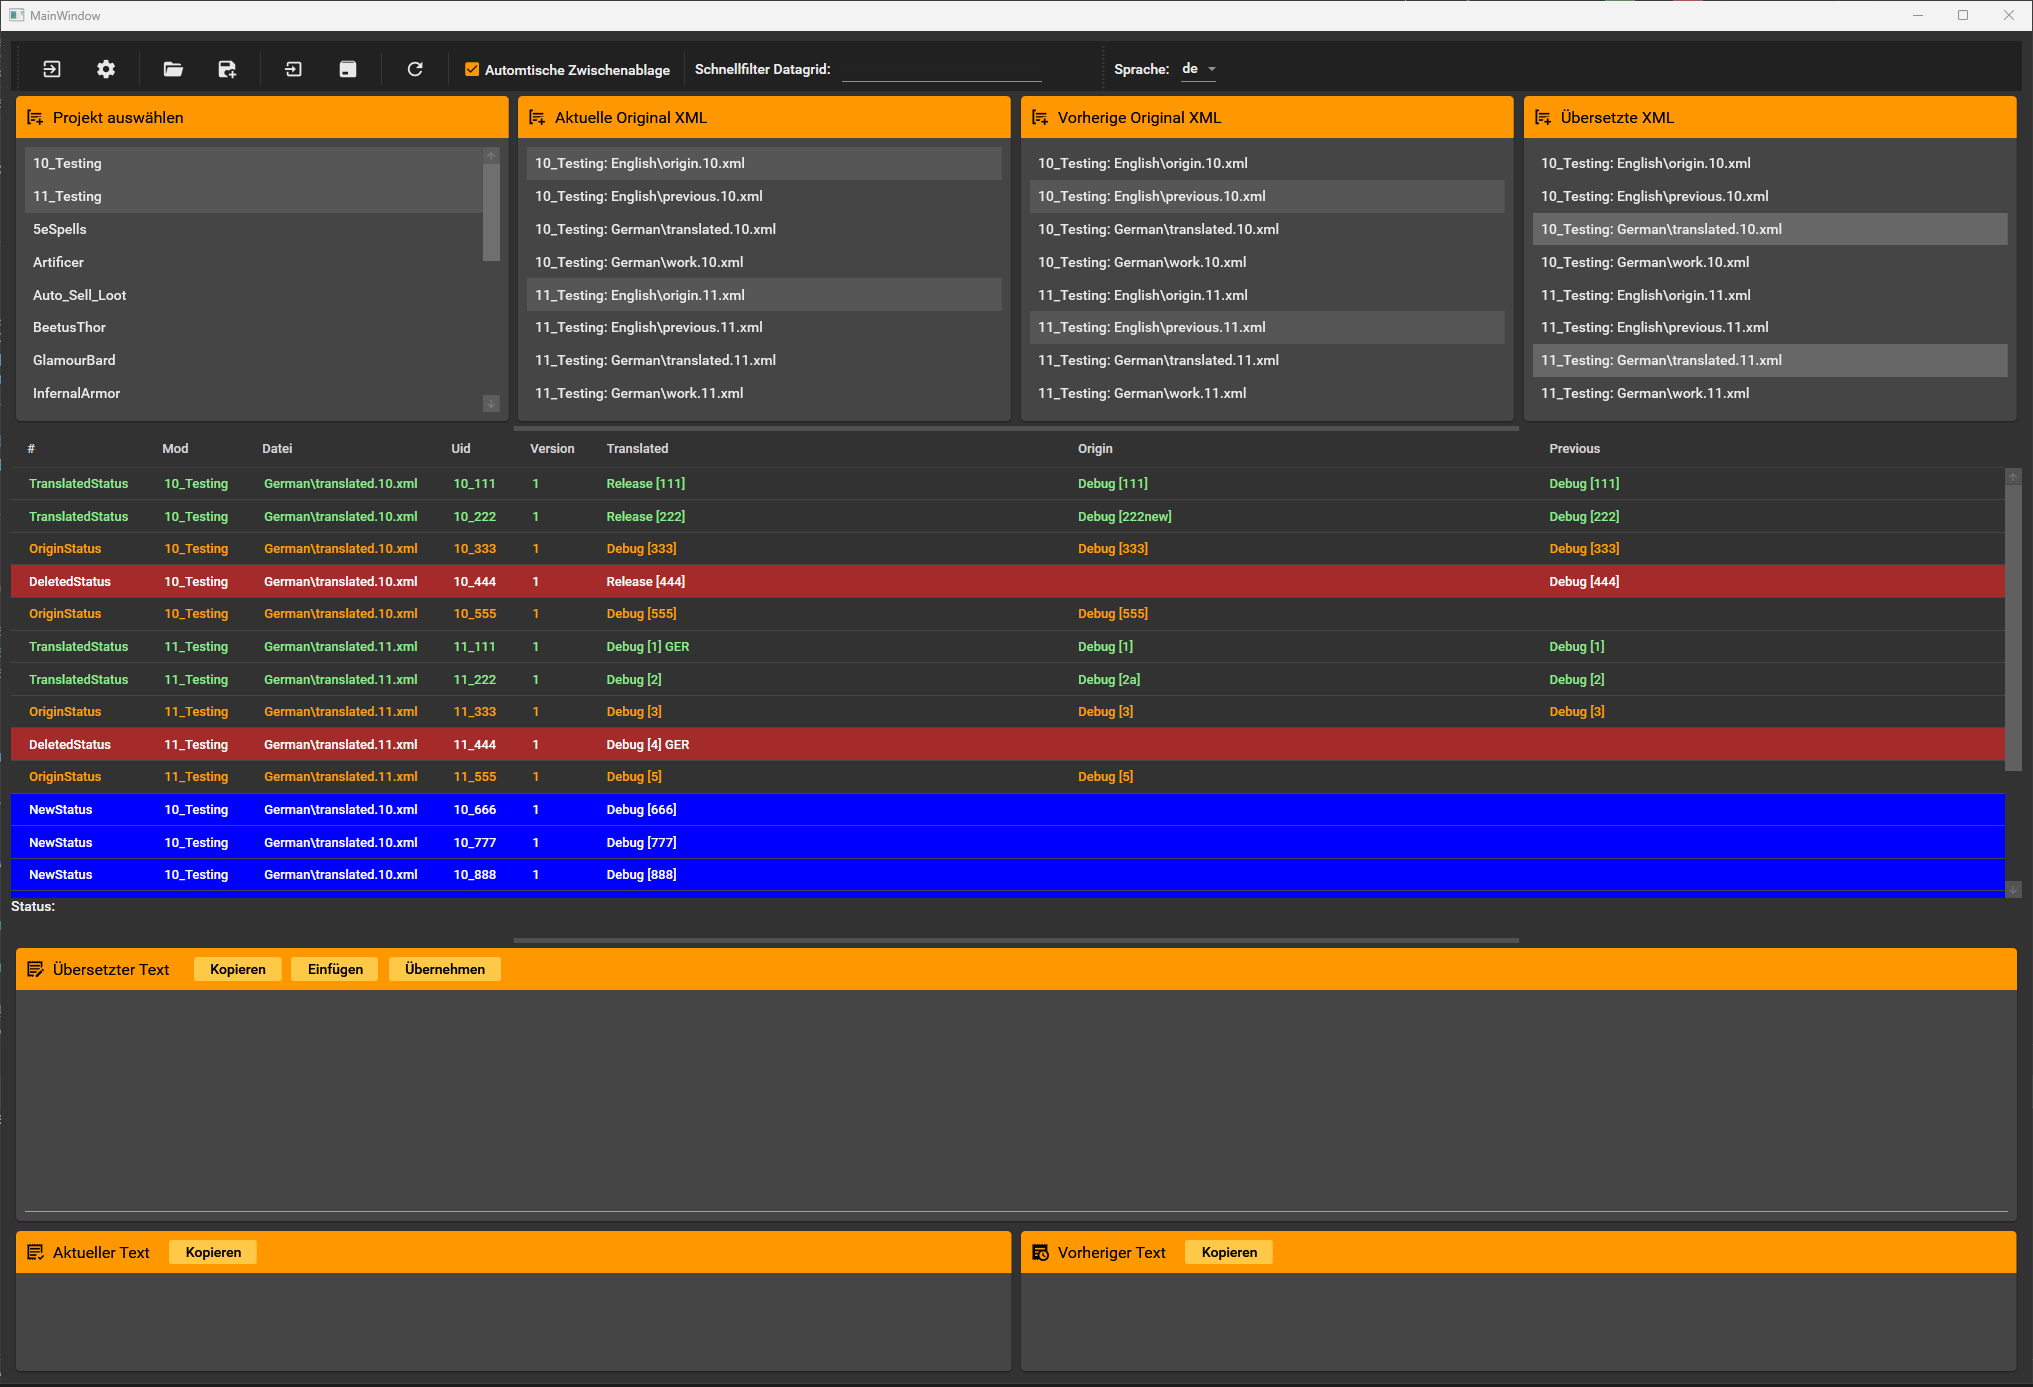 MainWindow
Automtische Zwischenablage Schnellfilter Datagrid: Sprache: de
Projekt auswählen
10_Testing
11_Testing
5eSpells
Artificer
Auto_Sell_Loot
BeetusThor
GlamourBard
InfernalArmor
Aktuelle Original XML
10_Testing: English\origin.10.xml
10_Testing: English\previous.10.xml
10_Testing: German\translated.10.xml
10_Testing: German\work.10.xml
11_Testing: English\origin.11.xml
11_Testing: English\previous.11.xml
11_Testing: German\translated.11.xml
11_Testing: German\work.11.xml
Vorherige Original XML
10_Testing: English\origin.10.xml
10_Testing: English\previous.10.xml
10_Testing: German\translated.10.xml
10_Testing: German\work.10.xml
11_Testing: English\origin.11.xml
11_Testing: English\previous.11.xml
11_Testing: German\translated.11.xml
11_Testing: German\work.11.xml
Übersetzte XML
10_Testing: English\origin.10.xml
10_Testing: English\previous.10.xml
10_Testing: German\translated.10.xml
10_Testing: German\work.10.xml
11_Testing: English\origin.11.xml
11_Testing: English\previous.11.xml
11_Testing: German\translated.11.xml
11_Testing: German\work.11.xml
# Mod Datei Uid Version Translated Origin Previous
TranslatedStatus 10_Testing German\translated.10.xml 10_111 1 Release [111] Debug [111] Debug [111]
TranslatedStatus 10_Testing German\translated.10.xml 10_222 1 Release [222] Debug [222new] Debug [222]
OriginStatus 10_Testing German\translated.10.xml 10_333 1 Debug [333] Debug [333] Debug [333]
DeletedStatus 10_Testing German\translated.10.xml 10_444 1 Release [444] Debug [444]
OriginStatus 10_Testing German\translated.10.xml 10_555 1 Debug [555] Debug [555]
TranslatedStatus 11_Testing German\translated.11.xml 11_111 1 Debug [1] GER Debug [1] Debug [1]
TranslatedStatus 11_Testing German\translated.11.xml 11_222 1 Debug [2] Debug [2a] Debug [2]
OriginStatus 11_Testing German\translated.11.xml 11_333 1 Debug [3] Debug [3] Debug [3]
DeletedStatus 11_Testing German\translated.11.xml 11_444 1 Debug [4] GER
OriginStatus 11_Testing German\translated.11.xml 11_555 1 Debug [5] Debug [5]
NewStatus 10_Testing German\translated.10.xml 10_666 1 Debug [666]
NewStatus 10_Testing German\translated.10.xml 10_777 1 Debug [777]
NewStatus 10_Testing German\translated.10.xml 10_888 1 Debug [888]
Status:
Übersetzter Text Kopieren Einfügen Übernehmen
Aktueller Text Kopieren
Vorheriger Text Kopieren